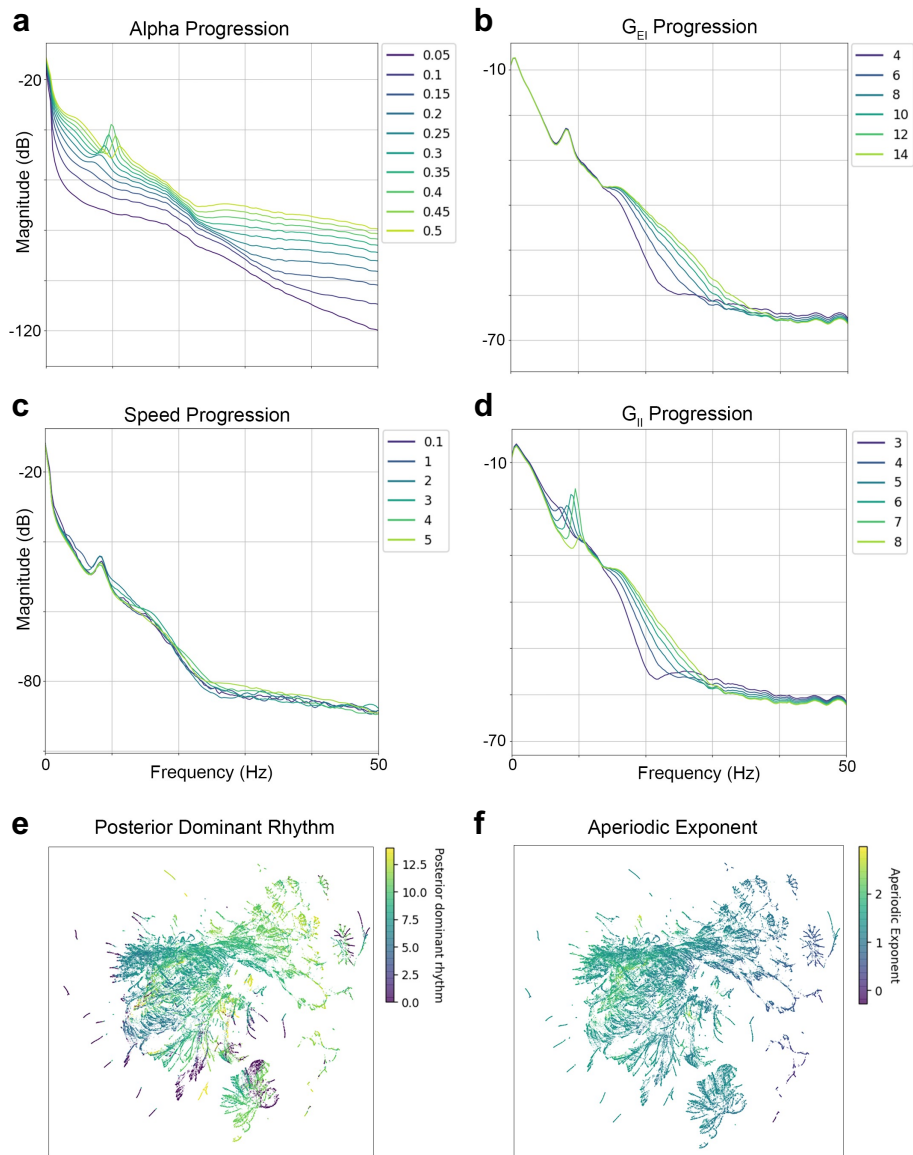 a
Alpha Progression
-20
-120
Magnitude (dB)
0.05
0.1
0.15
0.2
0.25
0.3
0.35
0.4
0.45
0.5
b
G_EI Progression
-10
-70
4
6
8
10
12
14
c
Speed Progression
-20
-80
Magnitude (dB)
0
50
Frequency (Hz)
0.1
1
2
3
4
5
d
G_II Progression
-10
-70
0
50
Frequency (Hz)
3
4
5
6
7
8
e
Posterior Dominant Rhythm
12.5
10.0
7.5
5.0
2.5
0.0
Posterior dominant rhythm
f
Aperiodic Exponent
2
1
0
Aperiodic Exponent